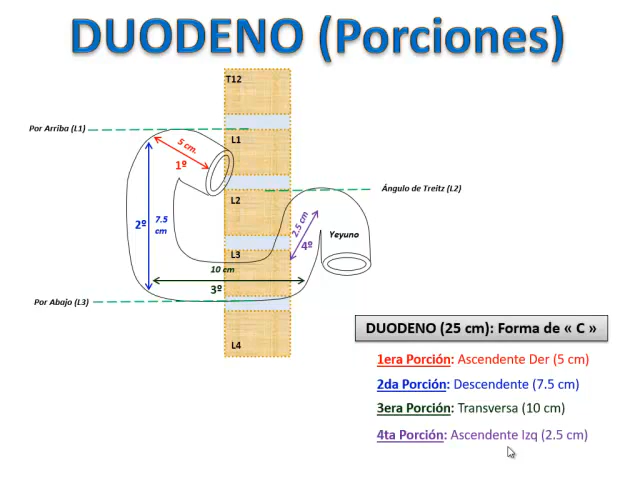 DUODENO (Porciones)
T12
Por Arriba (L1)
L1
5 cm.
1º
L2
Ángulo de Treitz (L2)
2º
7.5
cm
2.5 cm
4º
Yeyuno
L3
10 cm
3º
Por Abajo (L3)
L4
DUODENO (25 cm): Forma de « C »
1era Porción: Ascendente Der (5 cm)
2da Porción: Descendente (7.5 cm)
3era Porción: Transversa (10 cm)
4ta Porción: Ascendente Izq (2.5 cm)